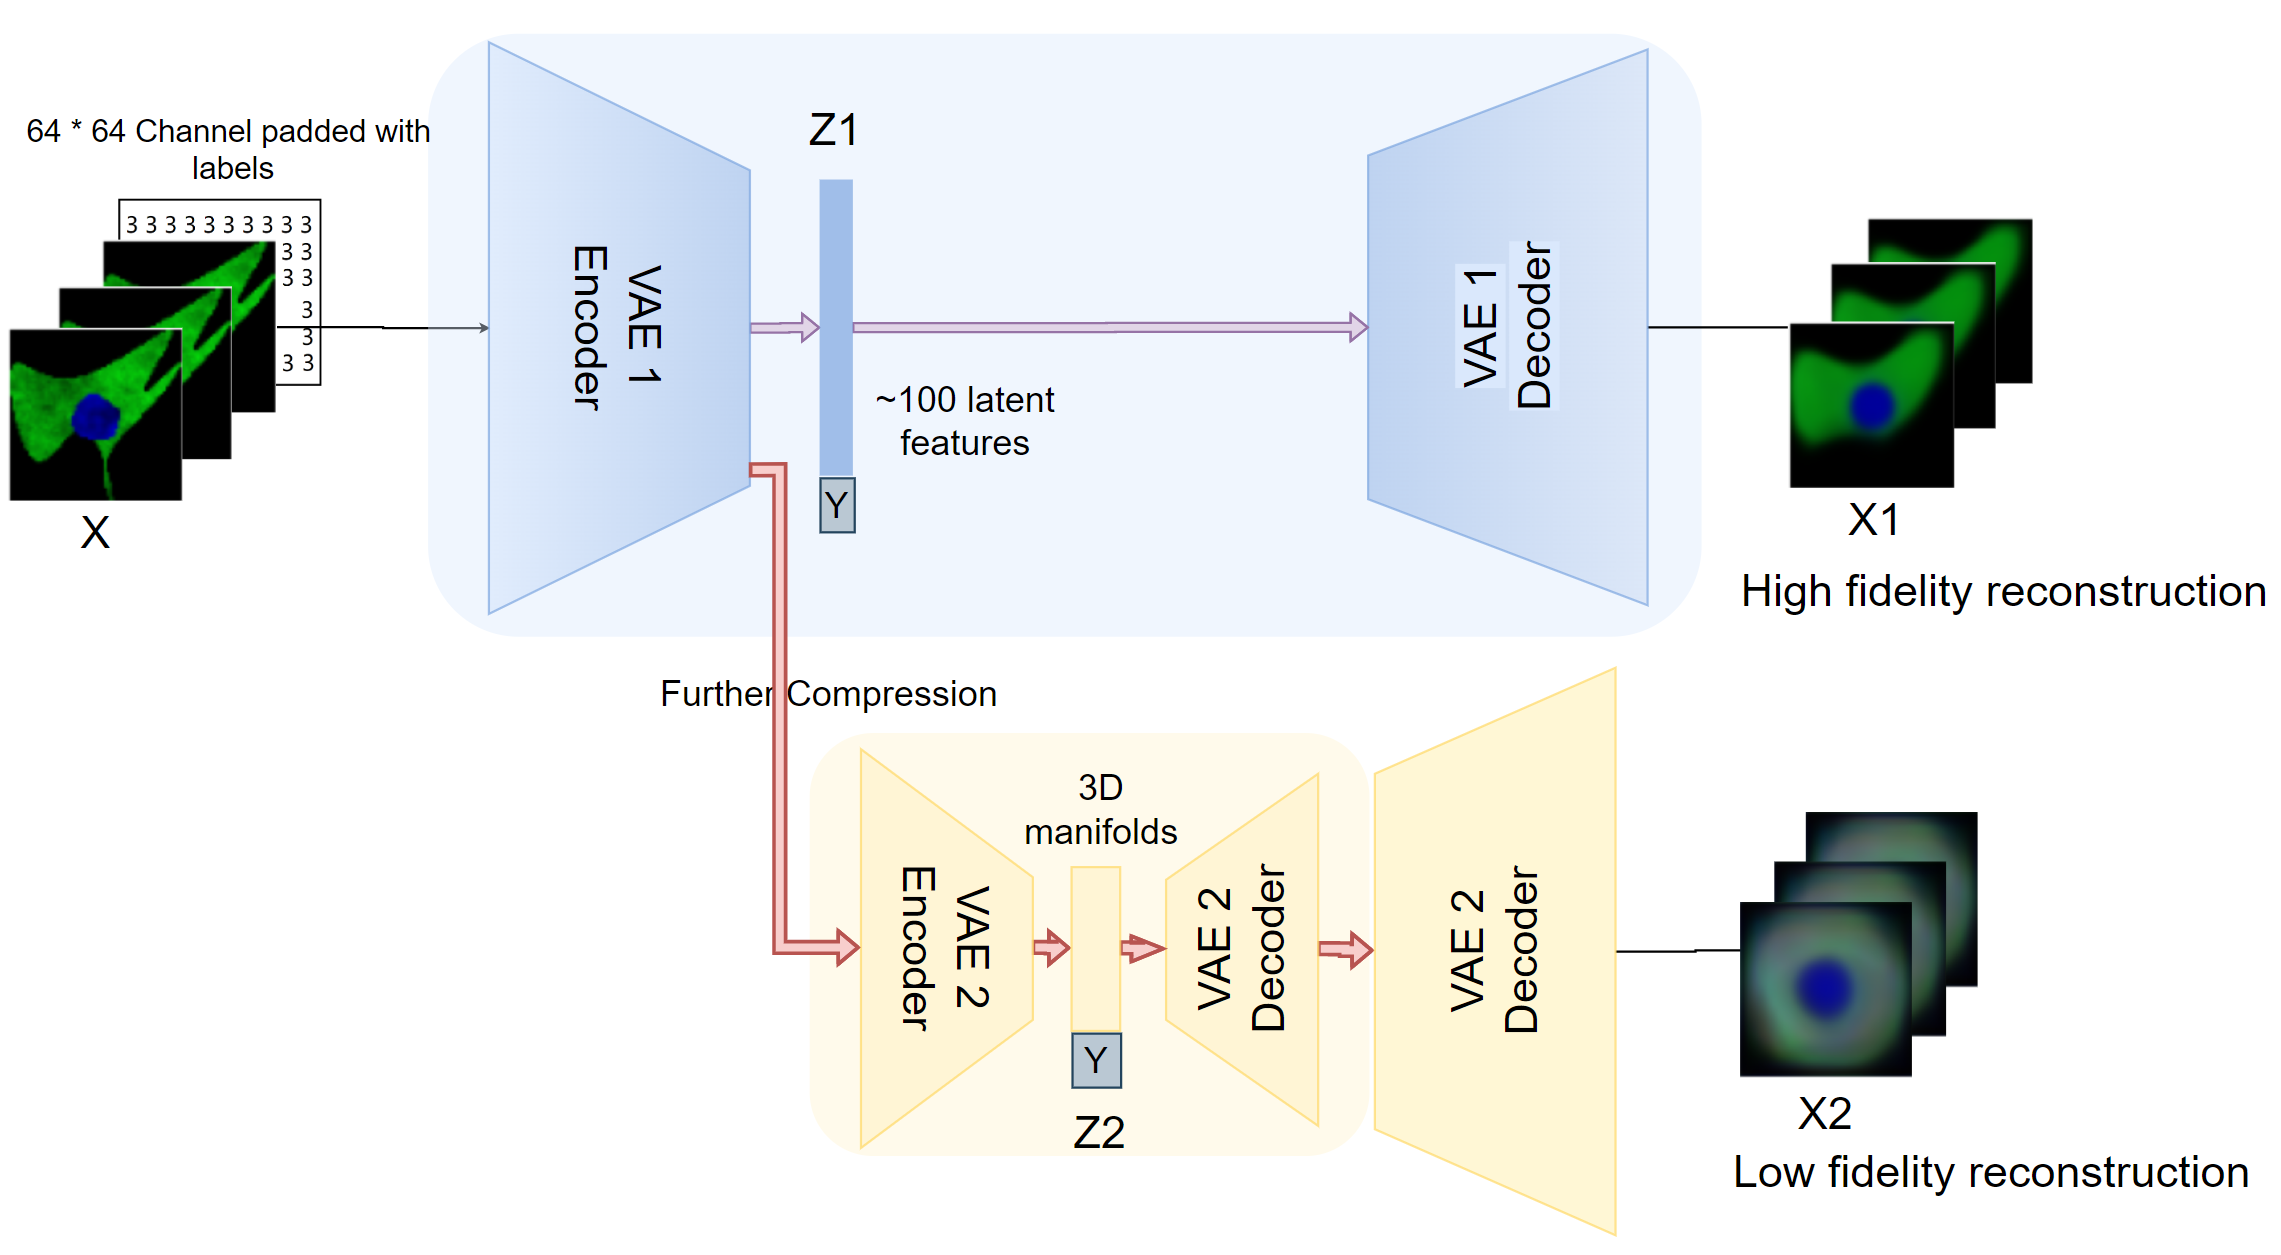 64 * 64 Channel padded with
labels
3 3 3 3 3 3 3 3 3 3
3 3
3 3
3
3
3 3
X
VAE 1
Encoder
Z1
~100 latent
features
Y
VAE 1
Decoder
X1
High fidelity reconstruction
Further Compression
VAE 2
Encoder
3D
manifolds
Y
Z2
VAE 2
Decoder
VAE 2
Decoder
X2
Low fidelity reconstruction